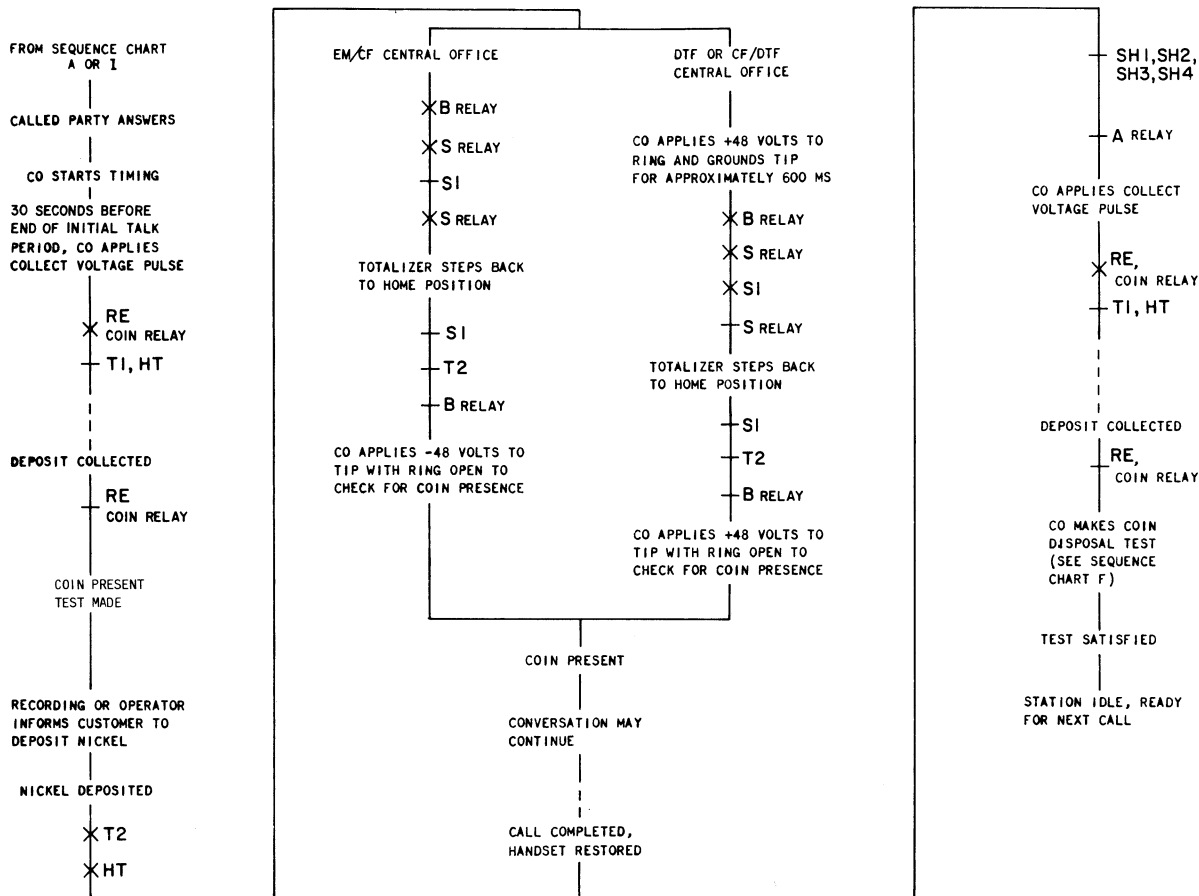 FROM SEQUENCE CHART
A OR I
CALLED PARTY ANSWERS
CO STARTS TIMING
30 SECONDS BEFORE
END OF INITIAL TALK
PERIOD, CO APPLIES
COLLECT VOLTAGE PULSE
RE
COIN RELAY
T1, HT
DEPOSIT COLLECTED
RE
COIN RELAY
COIN PRESENT
TEST MADE
RECORDING OR OPERATOR
INFORMS CUSTOMER TO
DEPOSIT NICKEL
NICKEL DEPOSITED
T2
HT
EM/CF CENTRAL OFFICE
B RELAY
S RELAY
S1
S RELAY
TOTALIZER STEPS BACK
TO HOME POSITION
S1
T2
B RELAY
CO APPLIES -48 VOLTS TO
TIP WITH RING OPEN TO
CHECK FOR COIN PRESENCE
DTF OR CF/DTF
CENTRAL OFFICE
CO APPLIES +48 VOLTS TO
RING AND GROUNDS TIP
FOR APPROXIMATELY 600 MS
B RELAY
S RELAY
S1
S RELAY
TOTALIZER STEPS BACK
TO HOME POSITION
S1
T2
B RELAY
CO APPLIES +48 VOLTS TO
TIP WITH RING OPEN TO
CHECK FOR COIN PRESENCE
COIN PRESENT
CONVERSATION MAY
CONTINUE
CALL COMPLETED,
HANDSET RESTORED
SH1,SH2,
SH3,SH4
A RELAY
CO APPLIES COLLECT
VOLTAGE PULSE
RE,
COIN RELAY
T1, HT
DEPOSIT COLLECTED
RE,
COIN RELAY
CO MAKES COIN
DISPOSAL TEST
(SEE SEQUENCE
CHART F)
TEST SATISFIED
STATION IDLE, READY
FOR NEXT CALL